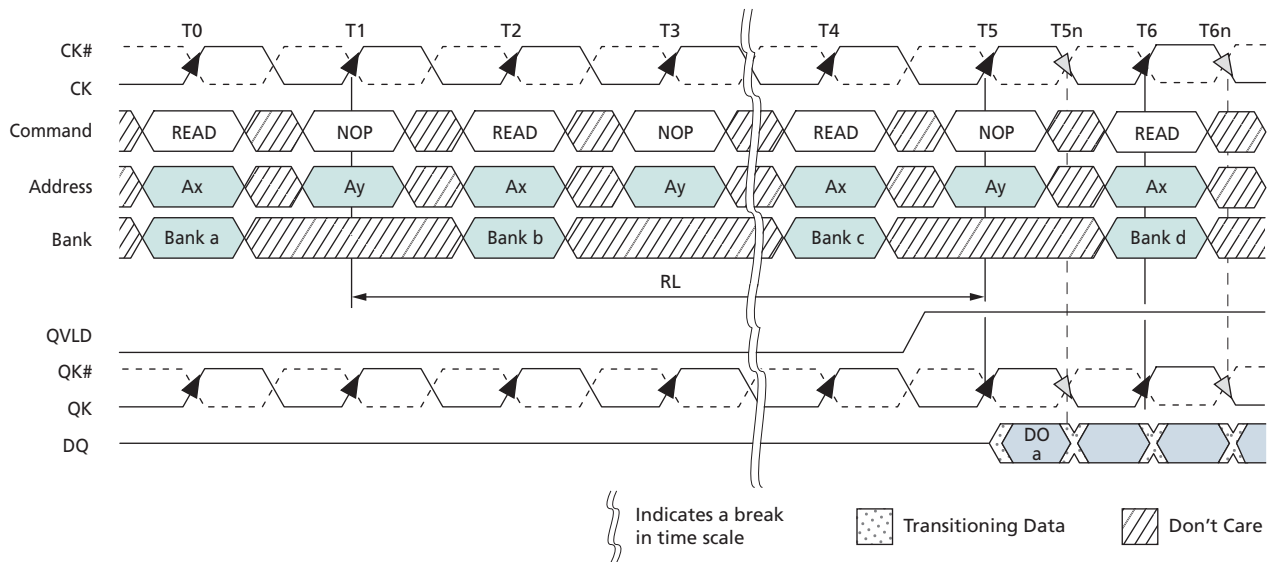 T0 T1 T2 T3 T4 T5 T5n T6 T6n
CK#
CK
Command READ NOP READ NOP READ NOP READ
Address Ax Ay Ax Ay Ax Ay Ax
Bank Bank a Bank b Bank c Bank d
RL
QVLD
QK#
QK
DQ DO
a
Indicates a break
in time scale
Transitioning Data
Don't Care